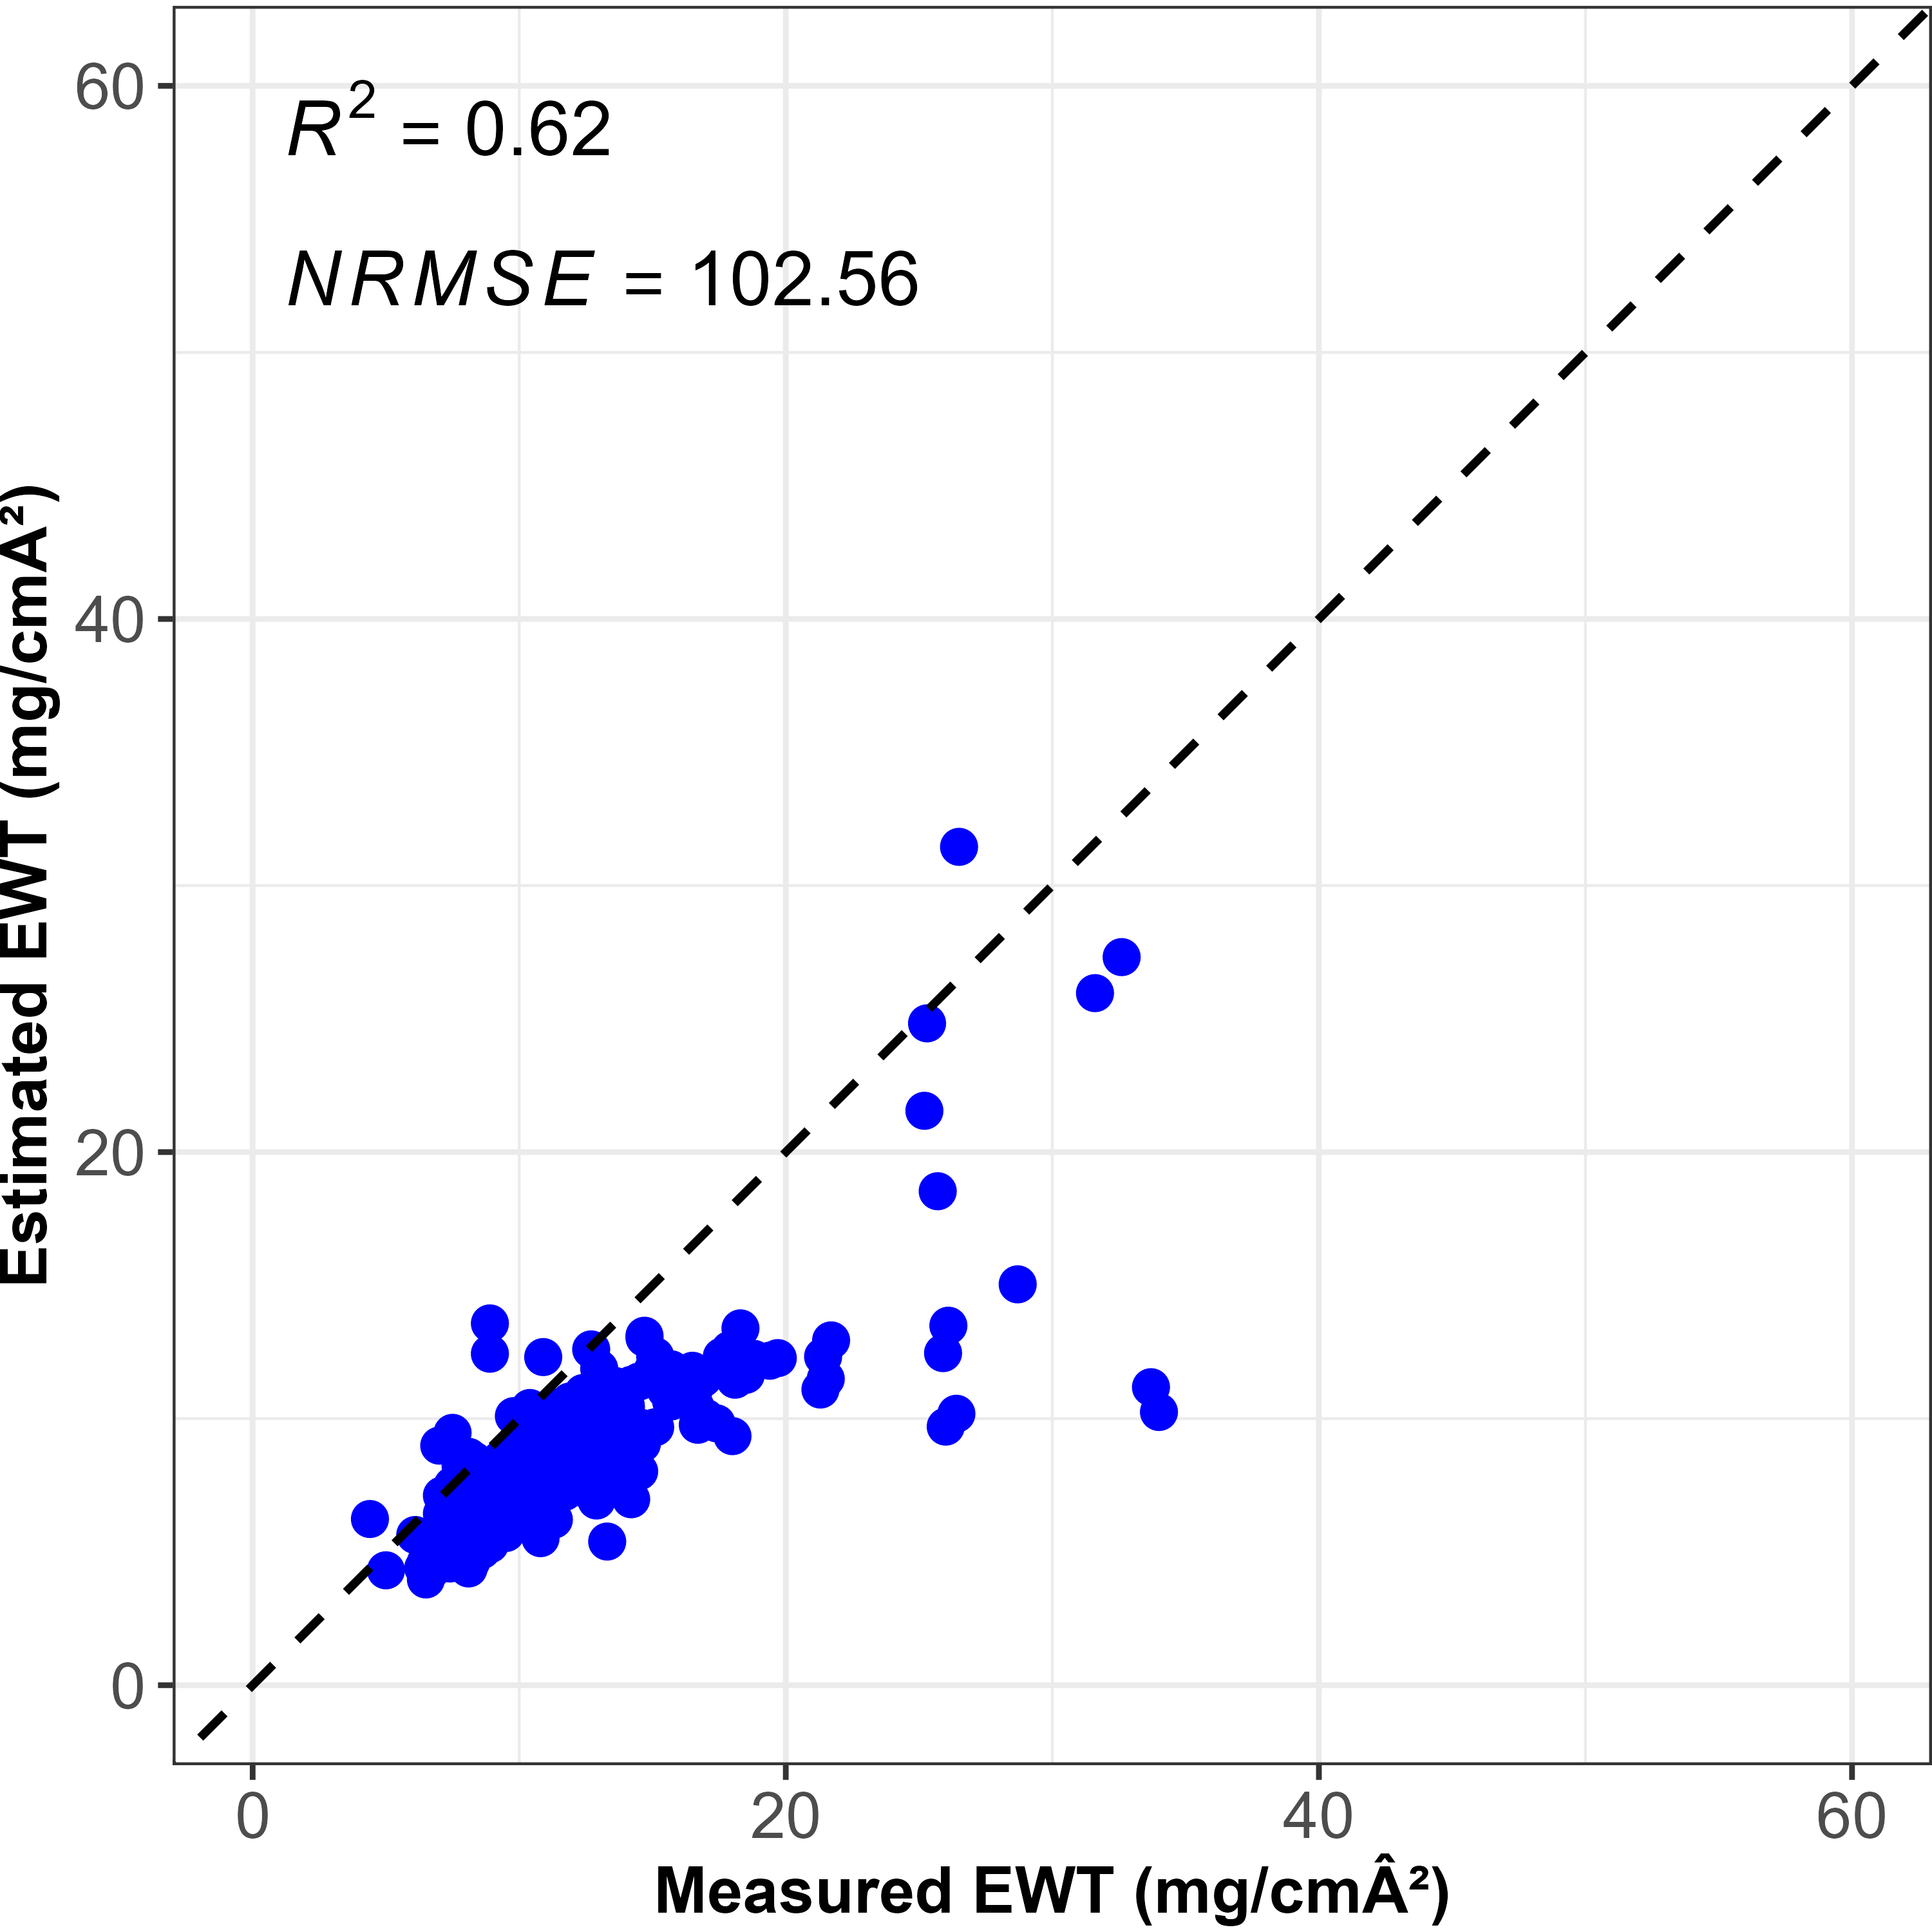 60
R² = 0.62
NRMSE = 102.56
40
20
0
Estimated EWT (mg/cmÂ²)
0 20 40 60
Measured EWT (mg/cmÂ²)